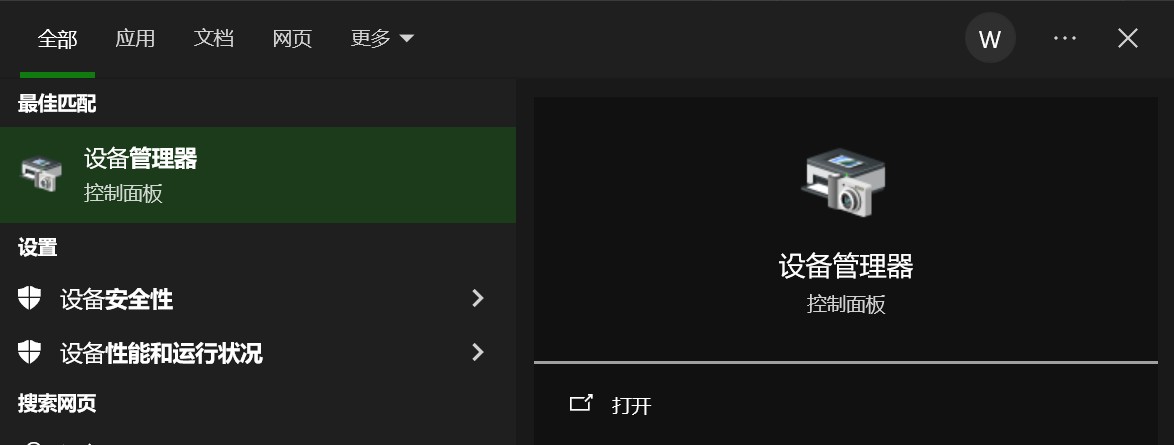 全部 应用 文档 网页 更多 W
最佳匹配
设备管理器
控制面板
设置
设备安全性
设备性能和运行状况
搜索网页
设备管理器
控制面板
打开